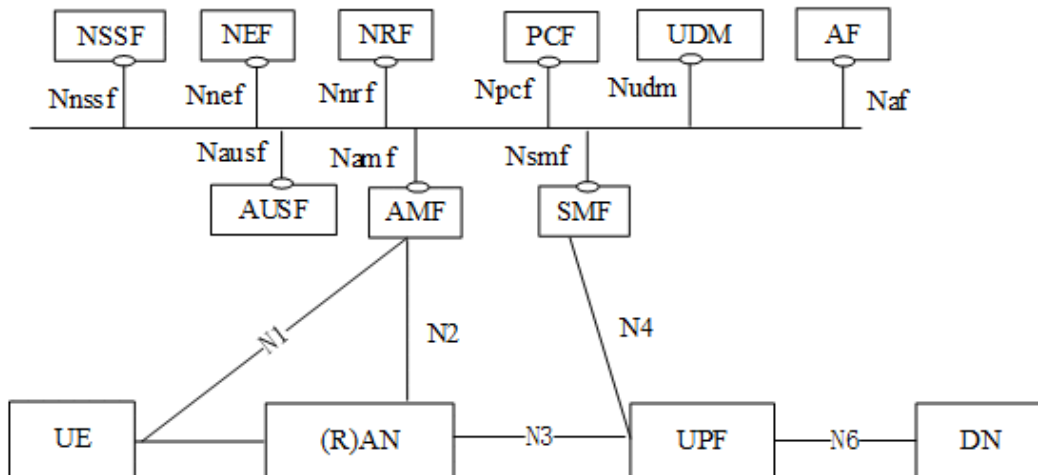 NSSF NEF NRF PCF UDM AF
Nnssf Nnef Nnrf Npcf Nudm Naf
Nausf Namf Nsmf
AUSF AMF SMF
N1 N2 N4
UE (R)AN N3 UPF N6 DN